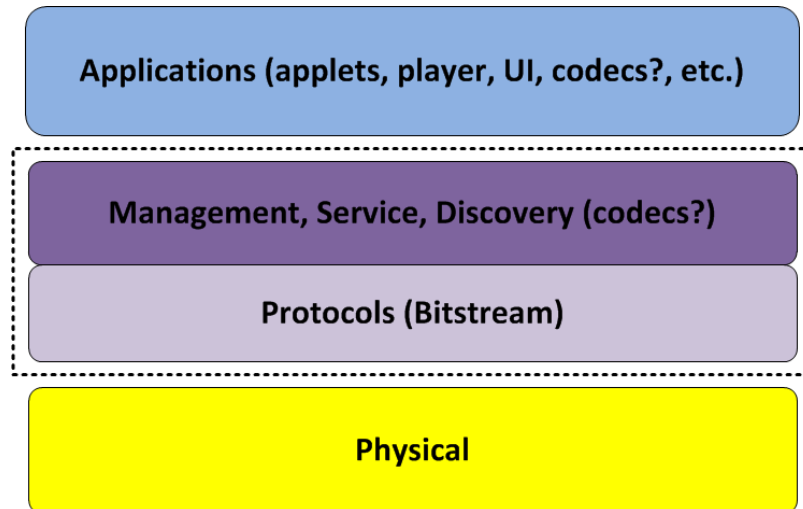 Applications (applets, player, UI, codecs?, etc.)
Management, Service, Discovery (codecs?)
Protocols (Bitstream)
Physical